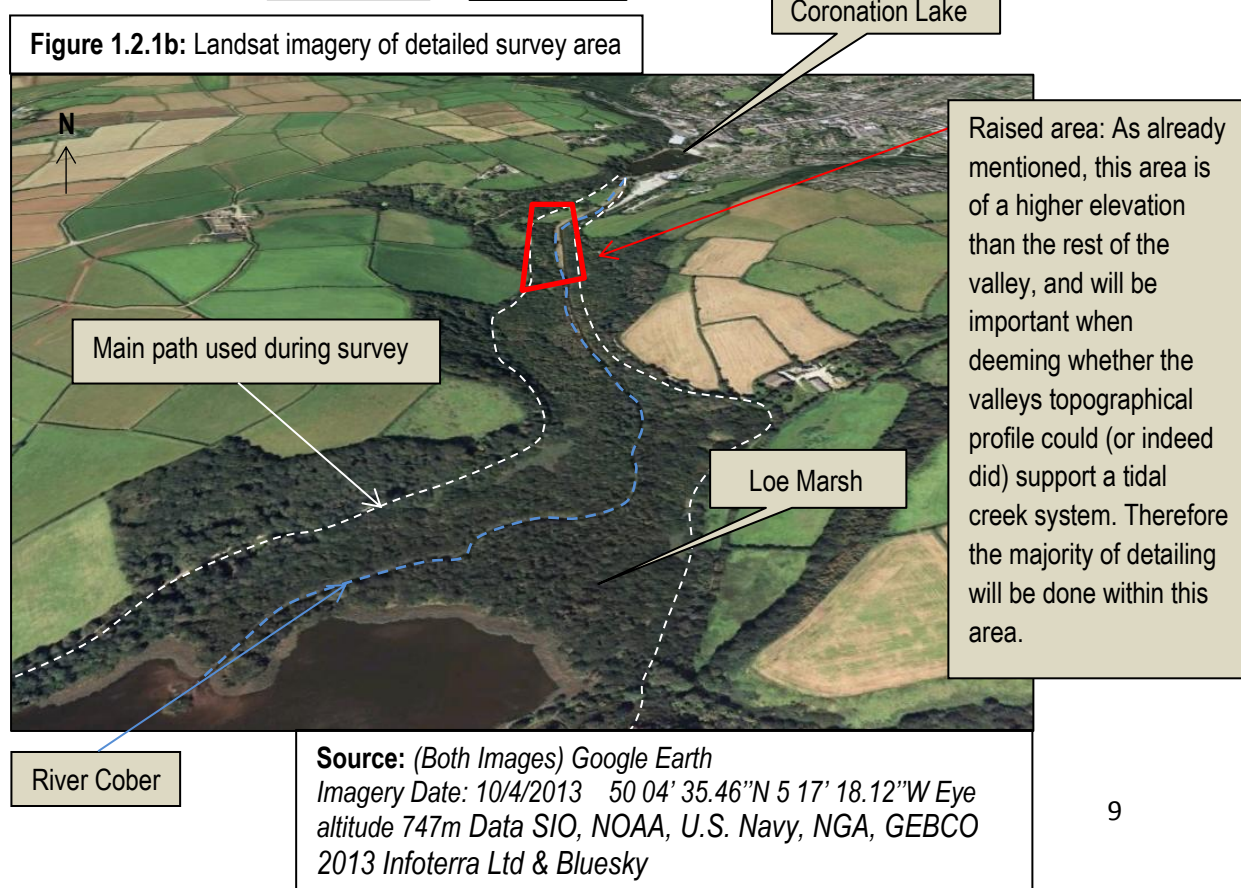 Coronation Lake
Figure 1.2.1b: Landsat imagery of detailed survey area
N
Raised area: As already
mentioned, this area is
of a higher elevation
than the rest of the
valley, and will be
important when
deeming whether the
valleys topographical
profile could (or indeed
did) support a tidal
creek system. Therefore
the majority of detailing
will be done within this
area.
Main path used during survey
Loe Marsh
River Cober
Source: (Both Images) Google Earth
Imagery Date: 10/4/2013 50 04’ 35.46’’N 5 17’ 18.12’’W Eye
altitude 747m Data SIO, NOAA, U.S. Navy, NGA, GEBCO
2013 Infoterra Ltd & Bluesky
9